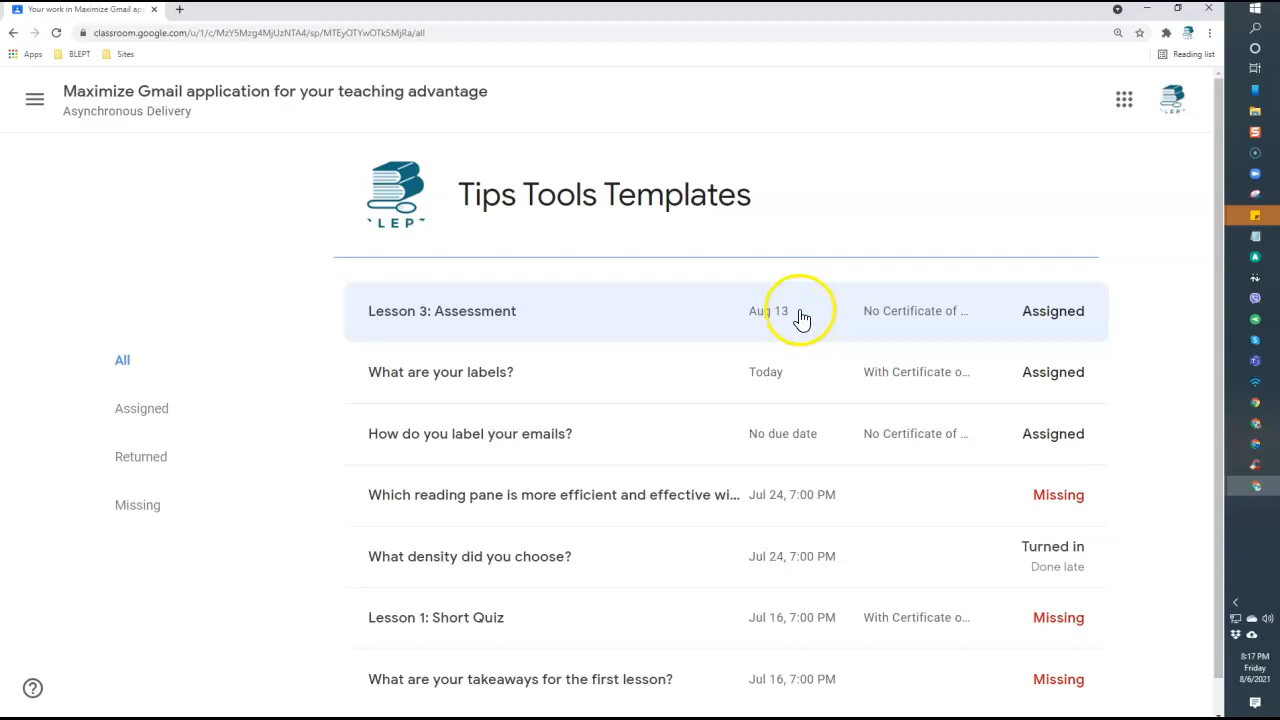 Your work in Maximize Gmail ap
classroom.google.com/u/1/c/MzY5Mzg4MjUzNTA4/sp/MTEyOTYwOTk5MjRa/all
Apps BLEPT Sites Reading list
Maximize Gmail application for your teaching advantage
Asynchronous Delivery
LEPT
Tips Tools Templates
Lesson 3: Assessment Aug 13 No Certificate of ... Assigned
All
What are your labels? Today With Certificate o... Assigned
Assigned
How do you label your emails? No due date No Certificate of ... Assigned
Returned
Which reading pane is more efficient and effective wi... Jul 24, 7:00 PM Missing
Missing
What density did you choose? Jul 24, 7:00 PM Turned in
Done late
Lesson 1: Short Quiz Jul 16, 7:00 PM With Certificate o... Missing
What are your takeaways for the first lesson? Jul 16, 7:00 PM Missing
8:17 PM
Friday
8/6/2021